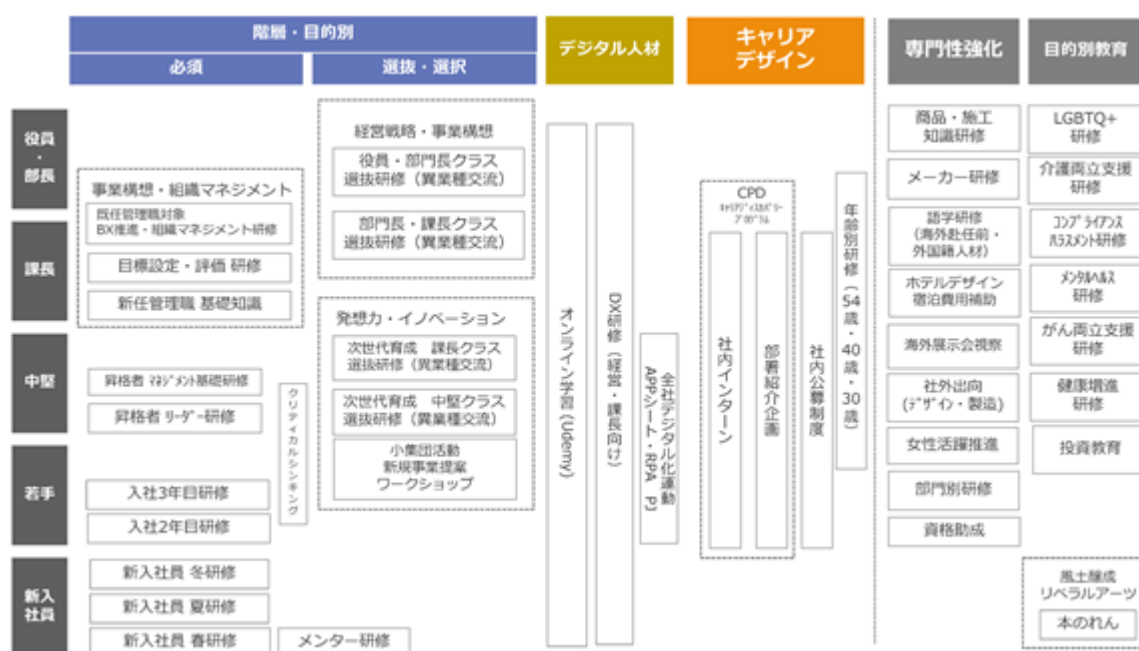 階層・目的別
必須
選抜・選択
デジタル人材
キャリア
デザイン
専門性強化
目的別教育
役員
・
部長
課長
中堅
若手
新入
社員
事業構想・組織マネジメント
既任管理職対象
BX推進・組織マネジメント研修
目標設定・評価 研修
新任管理職 基礎知識
昇格者 ﾏﾈｼﾞﾒﾝﾄ基礎研修
昇格者 ﾘｰﾀﾞｰ研修
クリティカルシンキング
入社3年目研修
入社2年目研修
新入社員 冬研修
新入社員 夏研修
新入社員 春研修
メンター研修
経営戦略・事業構想
役員・部門長クラス
選抜研修（異業種交流）
部門長・課長クラス
選抜研修（異業種交流）
発想力・イノベーション
次世代育成　課長クラス
選抜研修（異業種交流）
次世代育成　中堅クラス
選抜研修（異業種交流）
小集団活動
新規事業提案
ワークショップ
オンライン学習（Udemy）
DX研修（経営・課長向け）
全社デジタル化運動
APPシート・RPA PJ
CPD
ｷｬﾘｱﾃﾞｨｽｶﾊﾞﾘｰ
ﾌﾟﾛｸﾞﾗﾑ
社内インターン
部署紹介企画
社内公募制度
年齢別研修（54歳・40歳・30歳）
商品・施工
知識研修
メーカー研修
語学研修
（海外赴任前・
外国籍人材）
ホテルデザイン
宿泊費用補助
海外展示会視察
社外出向
(ﾃﾞｻﾞｲﾝ・製造)
女性活躍推進
部門別研修
資格助成
LGBTQ+
研修
介護両立支援
研修
ｺﾝﾌﾟﾗｲｱﾝｽ
ﾊﾗｽﾒﾝﾄ研修
ﾒﾝﾀﾙﾍﾙｽ
研修
がん両立支援
研修
健康増進
研修
投資教育
風土醸成
リベラルアーツ
本のれん